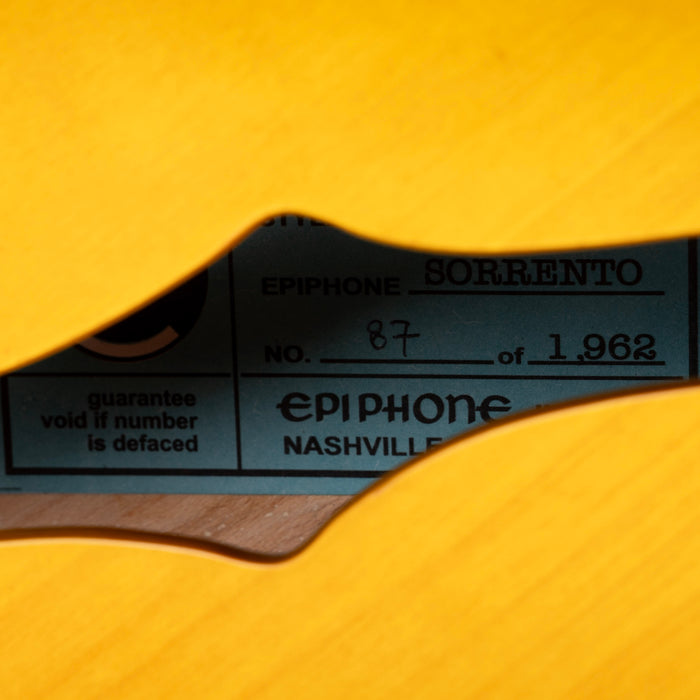 EPIPHONE SORRENTO
NO. 87 of 1,962
guarantee
void if number
is defaced
EPIPHONE
NASHVILLE